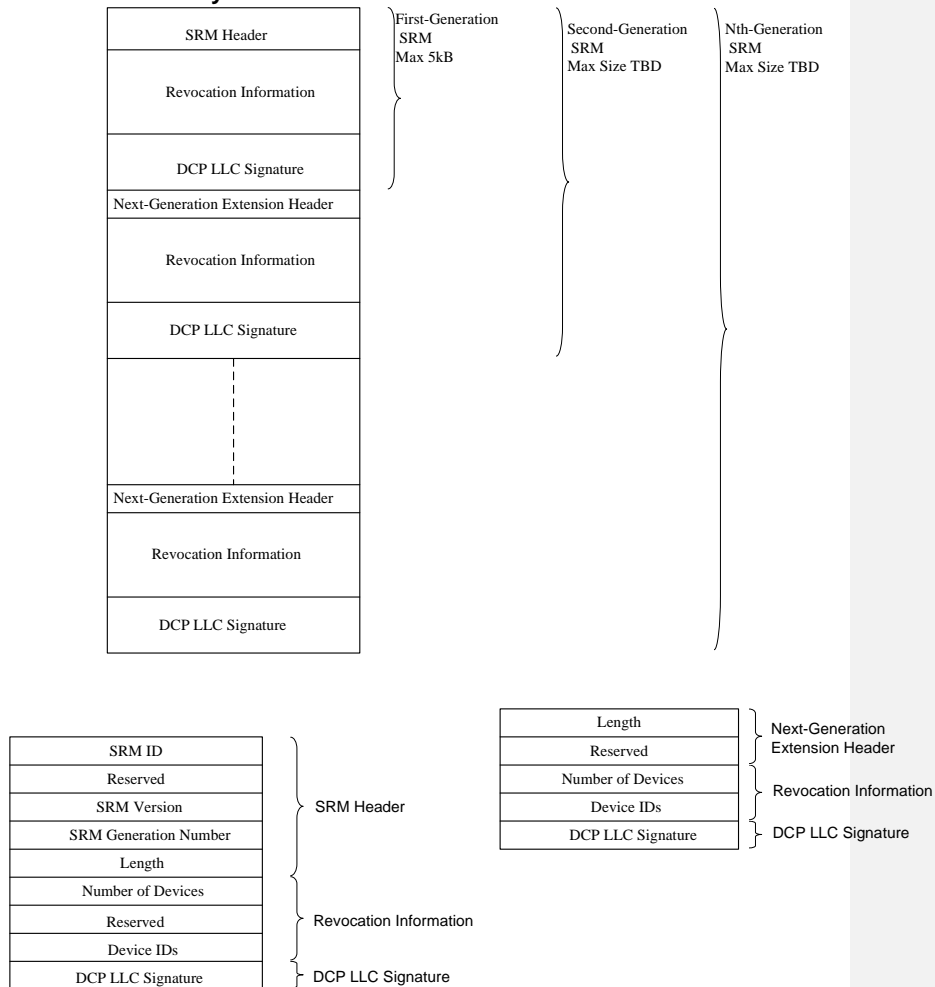 SRM Header
Revocation Information
DCP LLC Signature
Next-Generation Extension Header
Revocation Information
DCP LLC Signature
Next-Generation Extension Header
Revocation Information
DCP LLC Signature
First-Generation
SRM
Max 5kB
Second-Generation
SRM
Max Size TBD
Nth-Generation
SRM
Max Size TBD
SRM ID
Reserved
SRM Version
SRM Generation Number
Length
Number of Devices
Reserved
Device IDs
DCP LLC Signature
SRM Header
Revocation Information
DCP LLC Signature
Length
Reserved
Number of Devices
Device IDs
DCP LLC Signature
Next-Generation
Extension Header
Revocation Information
DCP LLC Signature